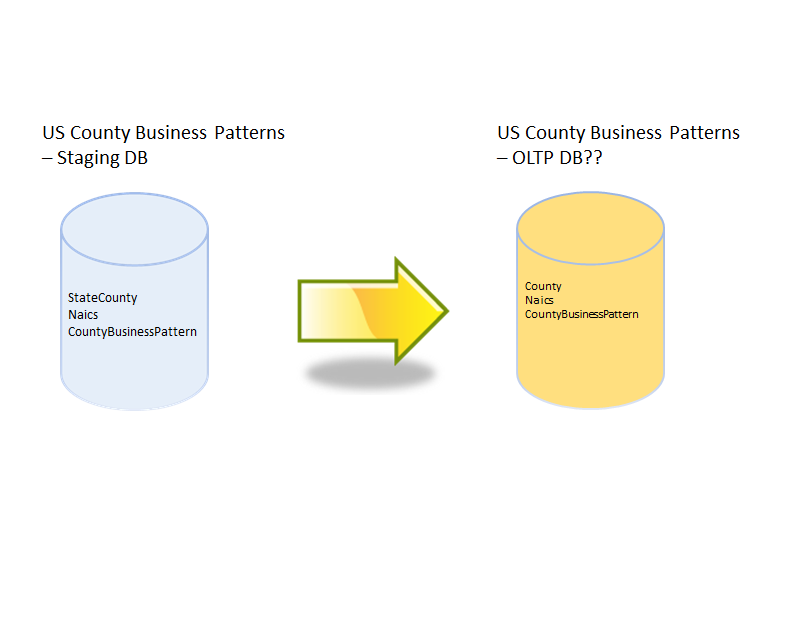 US County Business Patterns
– Staging DB
US County Business Patterns
– OLTP DB??
StateCounty
Naics
CountyBusinessPattern
County
Naics
CountyBusinessPattern